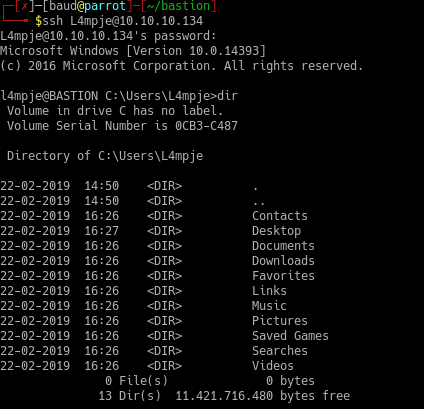 ┌─[✗]─[baud@parrot]─[~/bastion]
└──╼ $ssh L4mpje@10.10.10.134
L4mpje@10.10.10.134's password:
Microsoft Windows [Version 10.0.14393]
(c) 2016 Microsoft Corporation. All rights reserved.

l4mpje@BASTION C:\Users\L4mpje>dir
 Volume in drive C has no label.
 Volume Serial Number is 0CB3-C487

 Directory of C:\Users\L4mpje

22-02-2019  14:50    <DIR>          .
22-02-2019  14:50    <DIR>          ..
22-02-2019  16:26    <DIR>          Contacts
22-02-2019  16:27    <DIR>          Desktop
22-02-2019  16:26    <DIR>          Documents
22-02-2019  16:26    <DIR>          Downloads
22-02-2019  16:26    <DIR>          Favorites
22-02-2019  16:26    <DIR>          Links
22-02-2019  16:26    <DIR>          Music
22-02-2019  16:26    <DIR>          Pictures
22-02-2019  16:26    <DIR>          Saved Games
22-02-2019  16:26    <DIR>          Searches
22-02-2019  16:26    <DIR>          Videos
               0 File(s)              0 bytes
              13 Dir(s)  11.421.716.480 bytes free